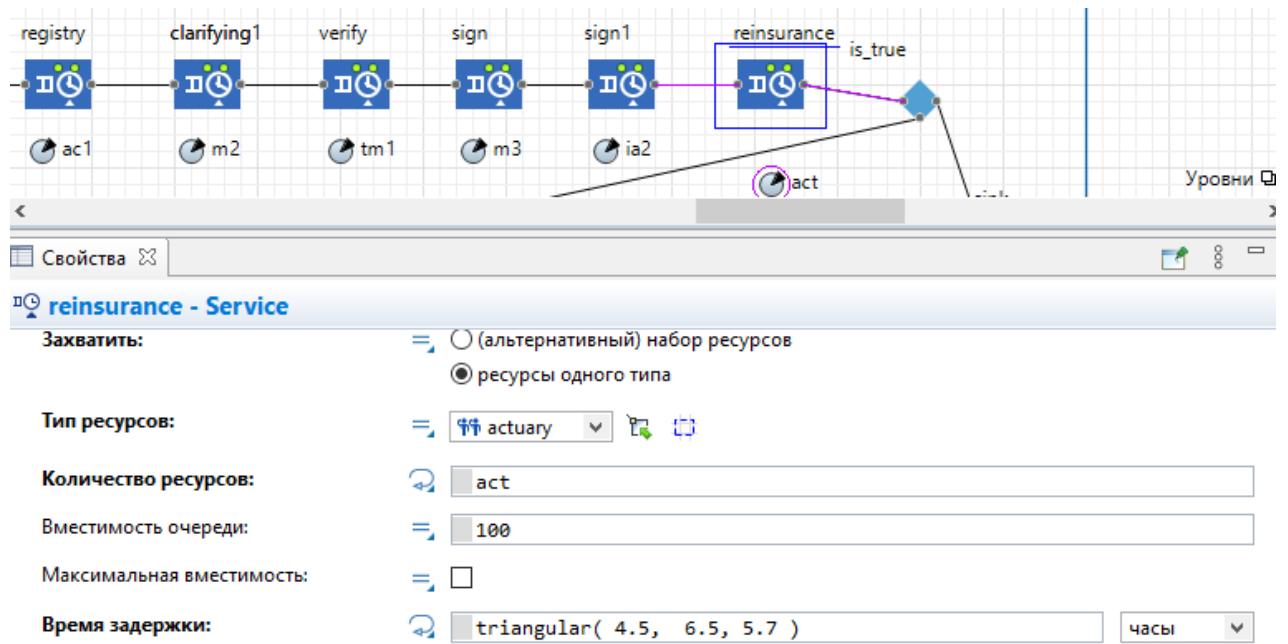 registry clarifying1 verify sign sign1 reinsurance
is_true
ac1 m2 tm1 m3 ia2
act
Уровни
Свойства
reinsurance - Service
Захватить: (альтернативный) набор ресурсов
ресурсы одного типа
Тип ресурсов: actuary
Количество ресурсов: act
Вместимость очереди: 100
Максимальная вместимость:
Время задержки: triangular( 4.5, 6.5, 5.7 ) часы